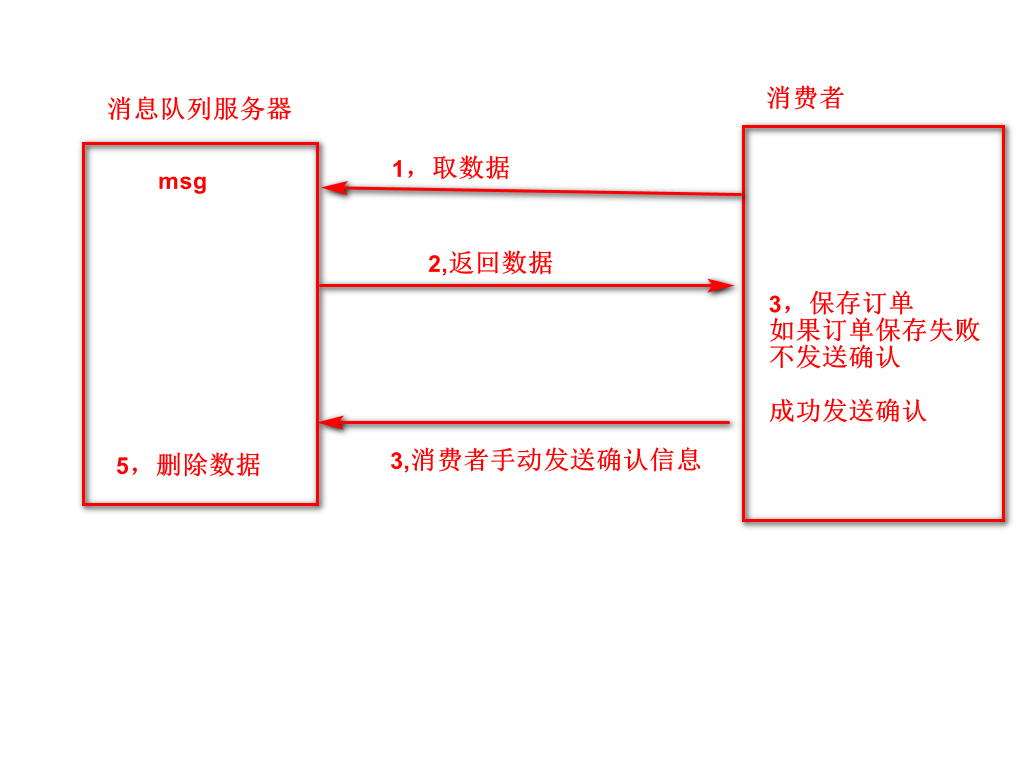 消息队列服务器
消费者
msg
1，取数据
2,返回数据
3，保存订单
如果订单保存失败
不发送确认
成功发送确认
3,消费者手动发送确认信息
5，删除数据